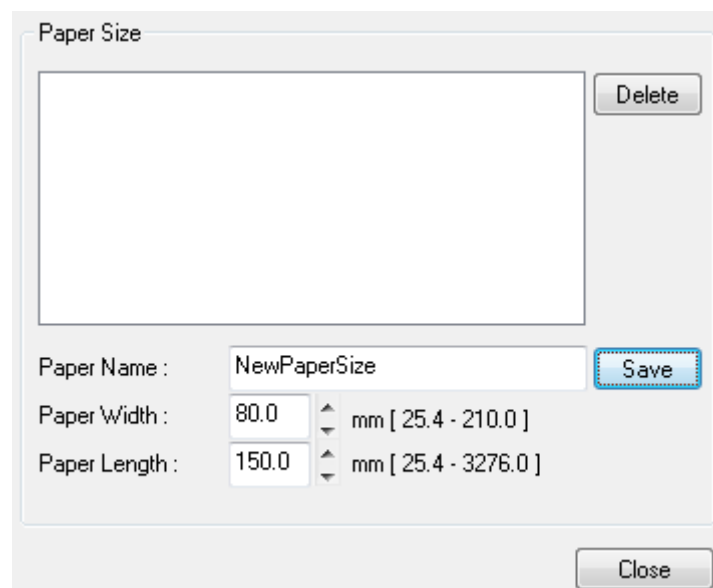 Paper Size
Delete
Paper Name : NewPaperSize Save
Paper Width : 80.0 mm [ 25.4 - 210.0 ]
Paper Length : 150.0 mm [ 25.4 - 3276.0 ]
Close